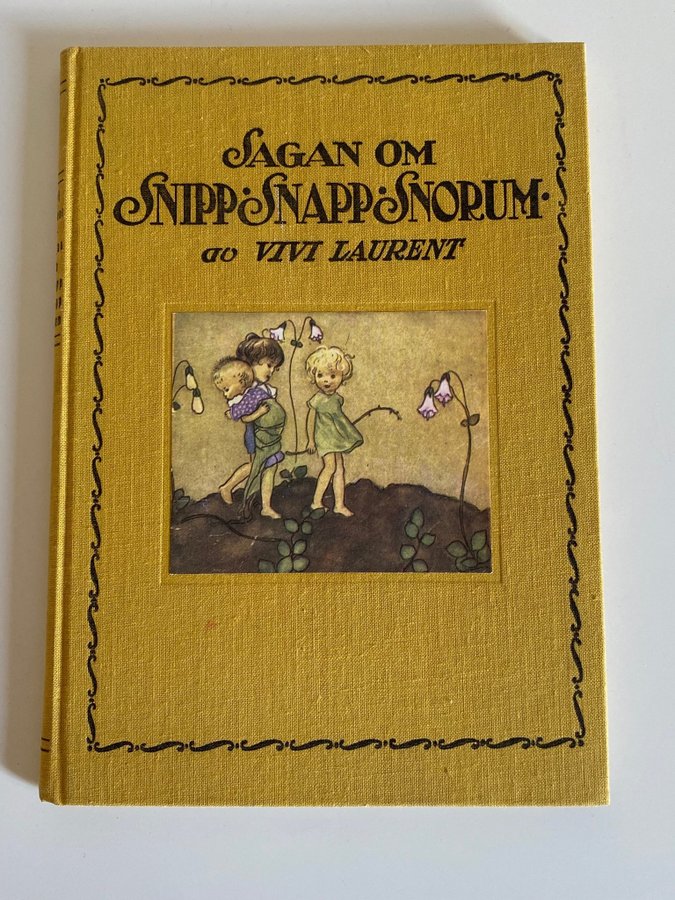 SAGAN OM
SNIPP·SNAPP·SNORUM·
av VIVI LAURENT